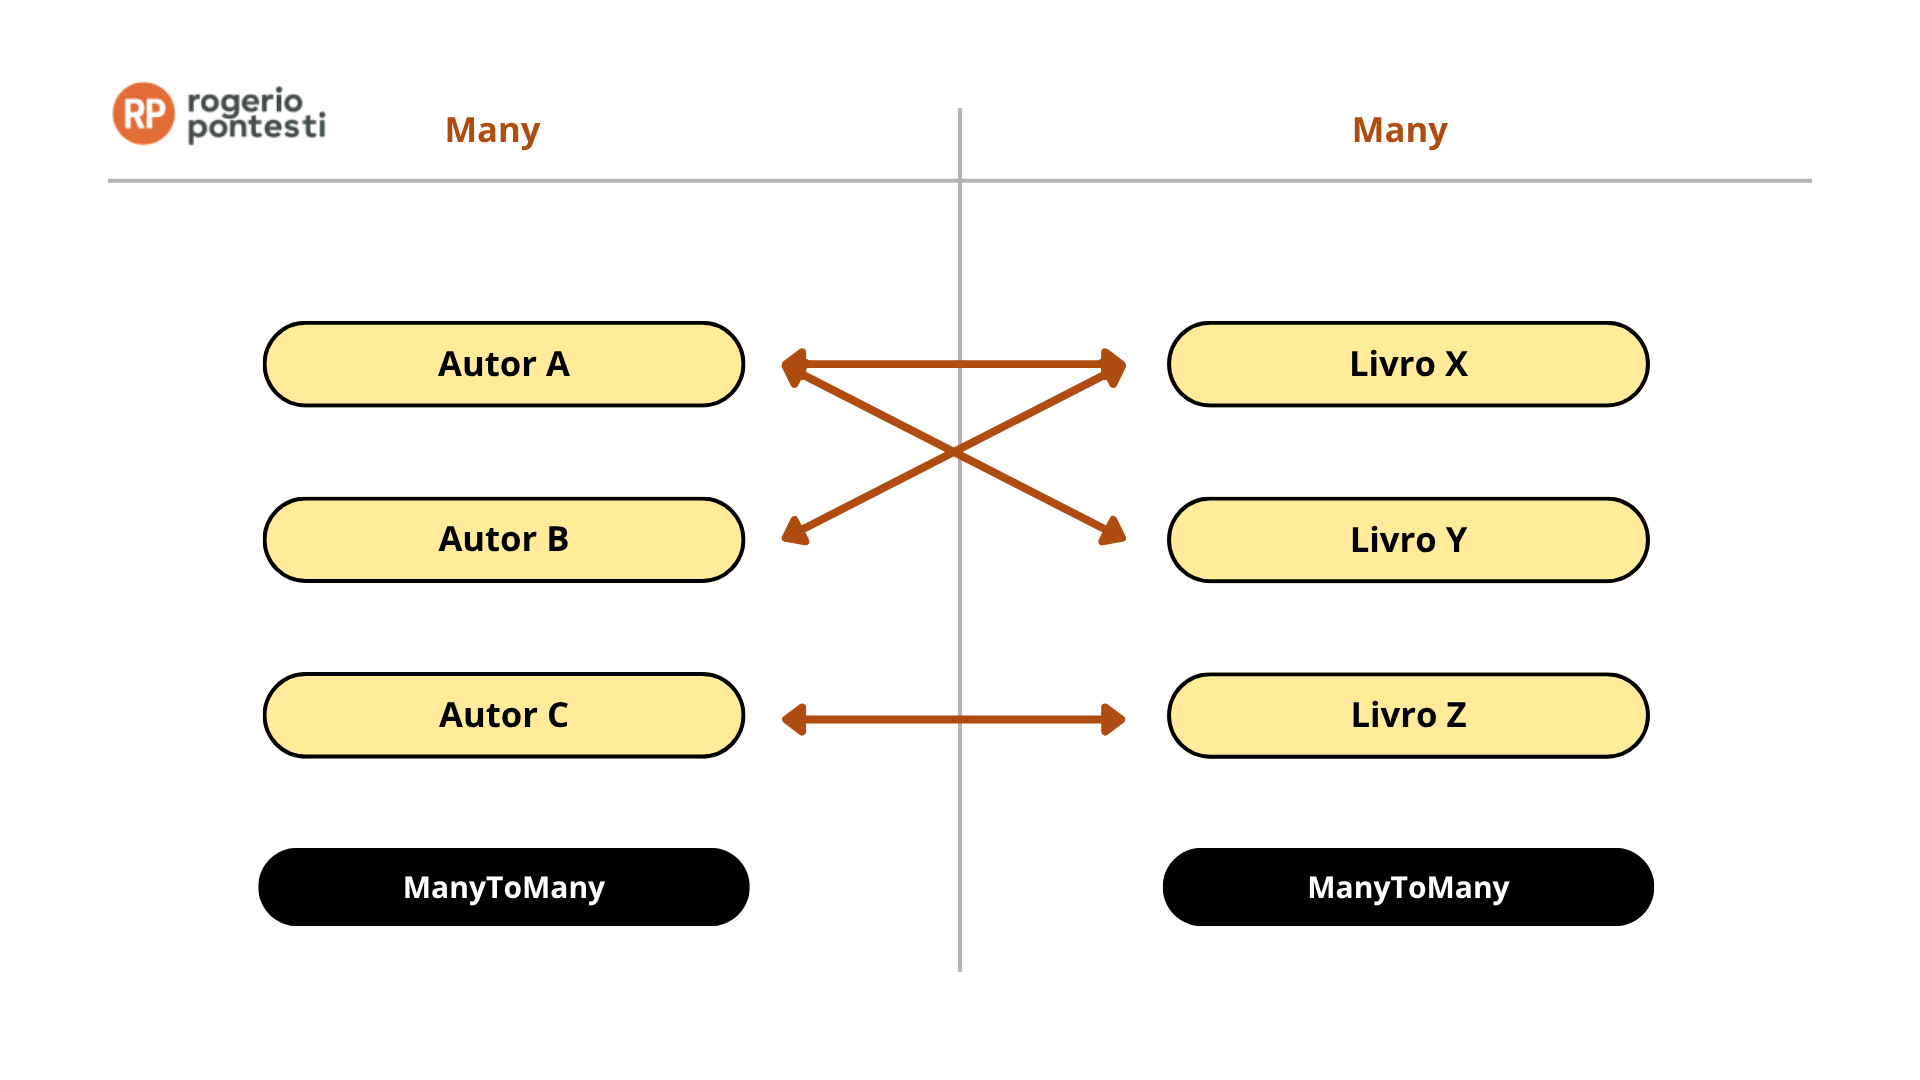 RP
rogerio
pontesti
Many
Many
Autor A
Livro X
Autor B
Livro Y
Autor C
Livro Z
ManyToMany
ManyToMany